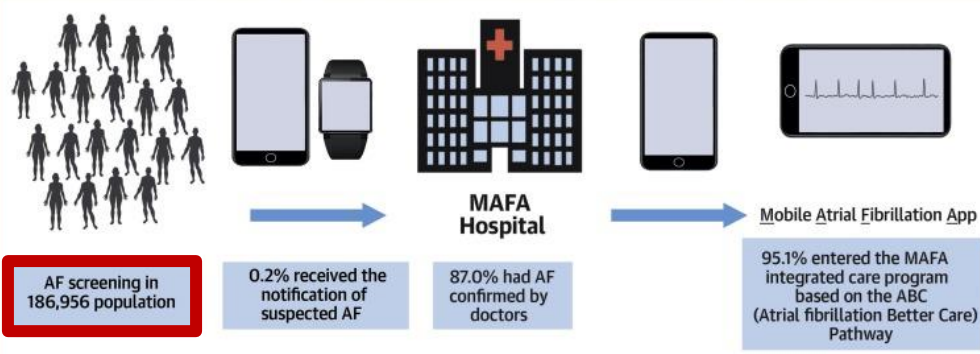 MAFA
Hospital
Mobile Atrial Fibrillation App
AF screening in
186,956 population
0.2% received the
notification of
suspected AF
87.0% had AF
confirmed by
doctors
95.1% entered the MAFA
integrated care program
based on the ABC
(Atrial fibrillation Better Care)
Pathway